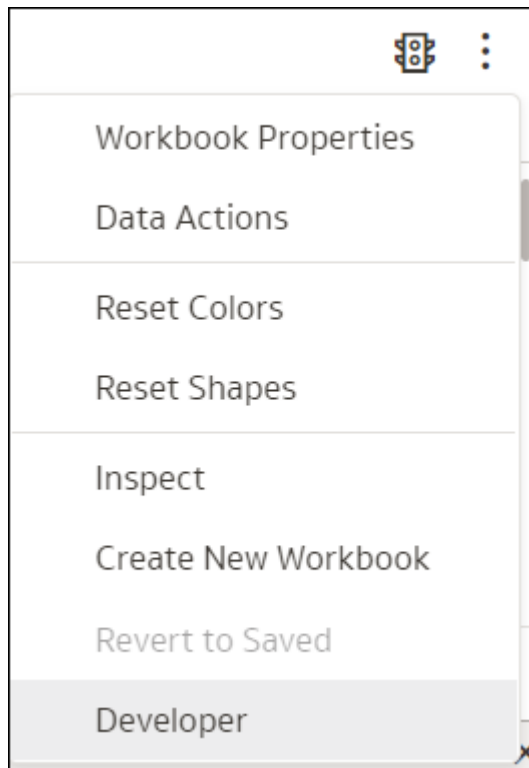 Workbook Properties
Data Actions
Reset Colors
Reset Shapes
Inspect
Create New Workbook
Revert to Saved
Developer